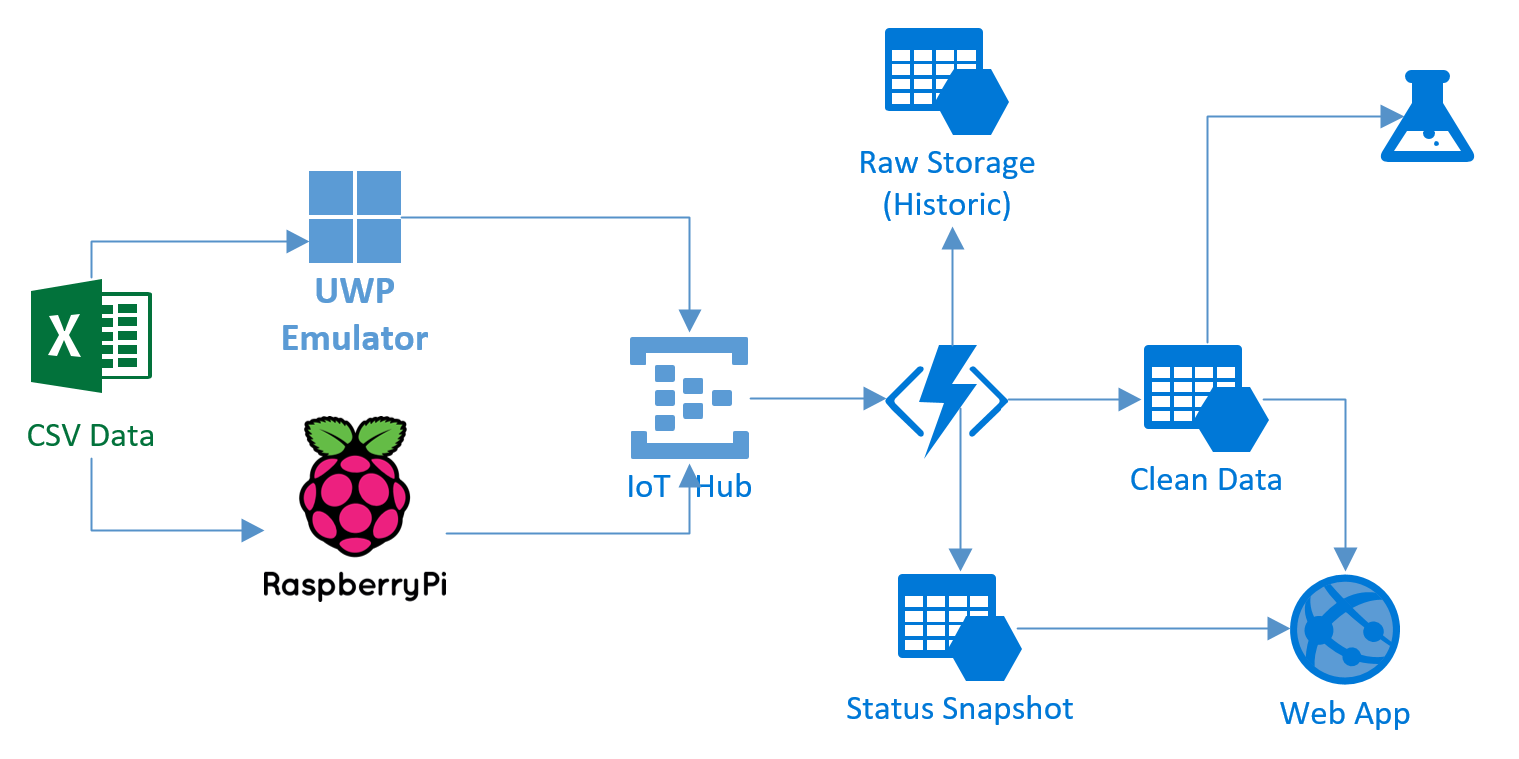 Raw Storage
(Historic)
UWP
Emulator
X
CSV Data
IoT Hub
Clean Data
RaspberryPi
Status Snapshot
Web App